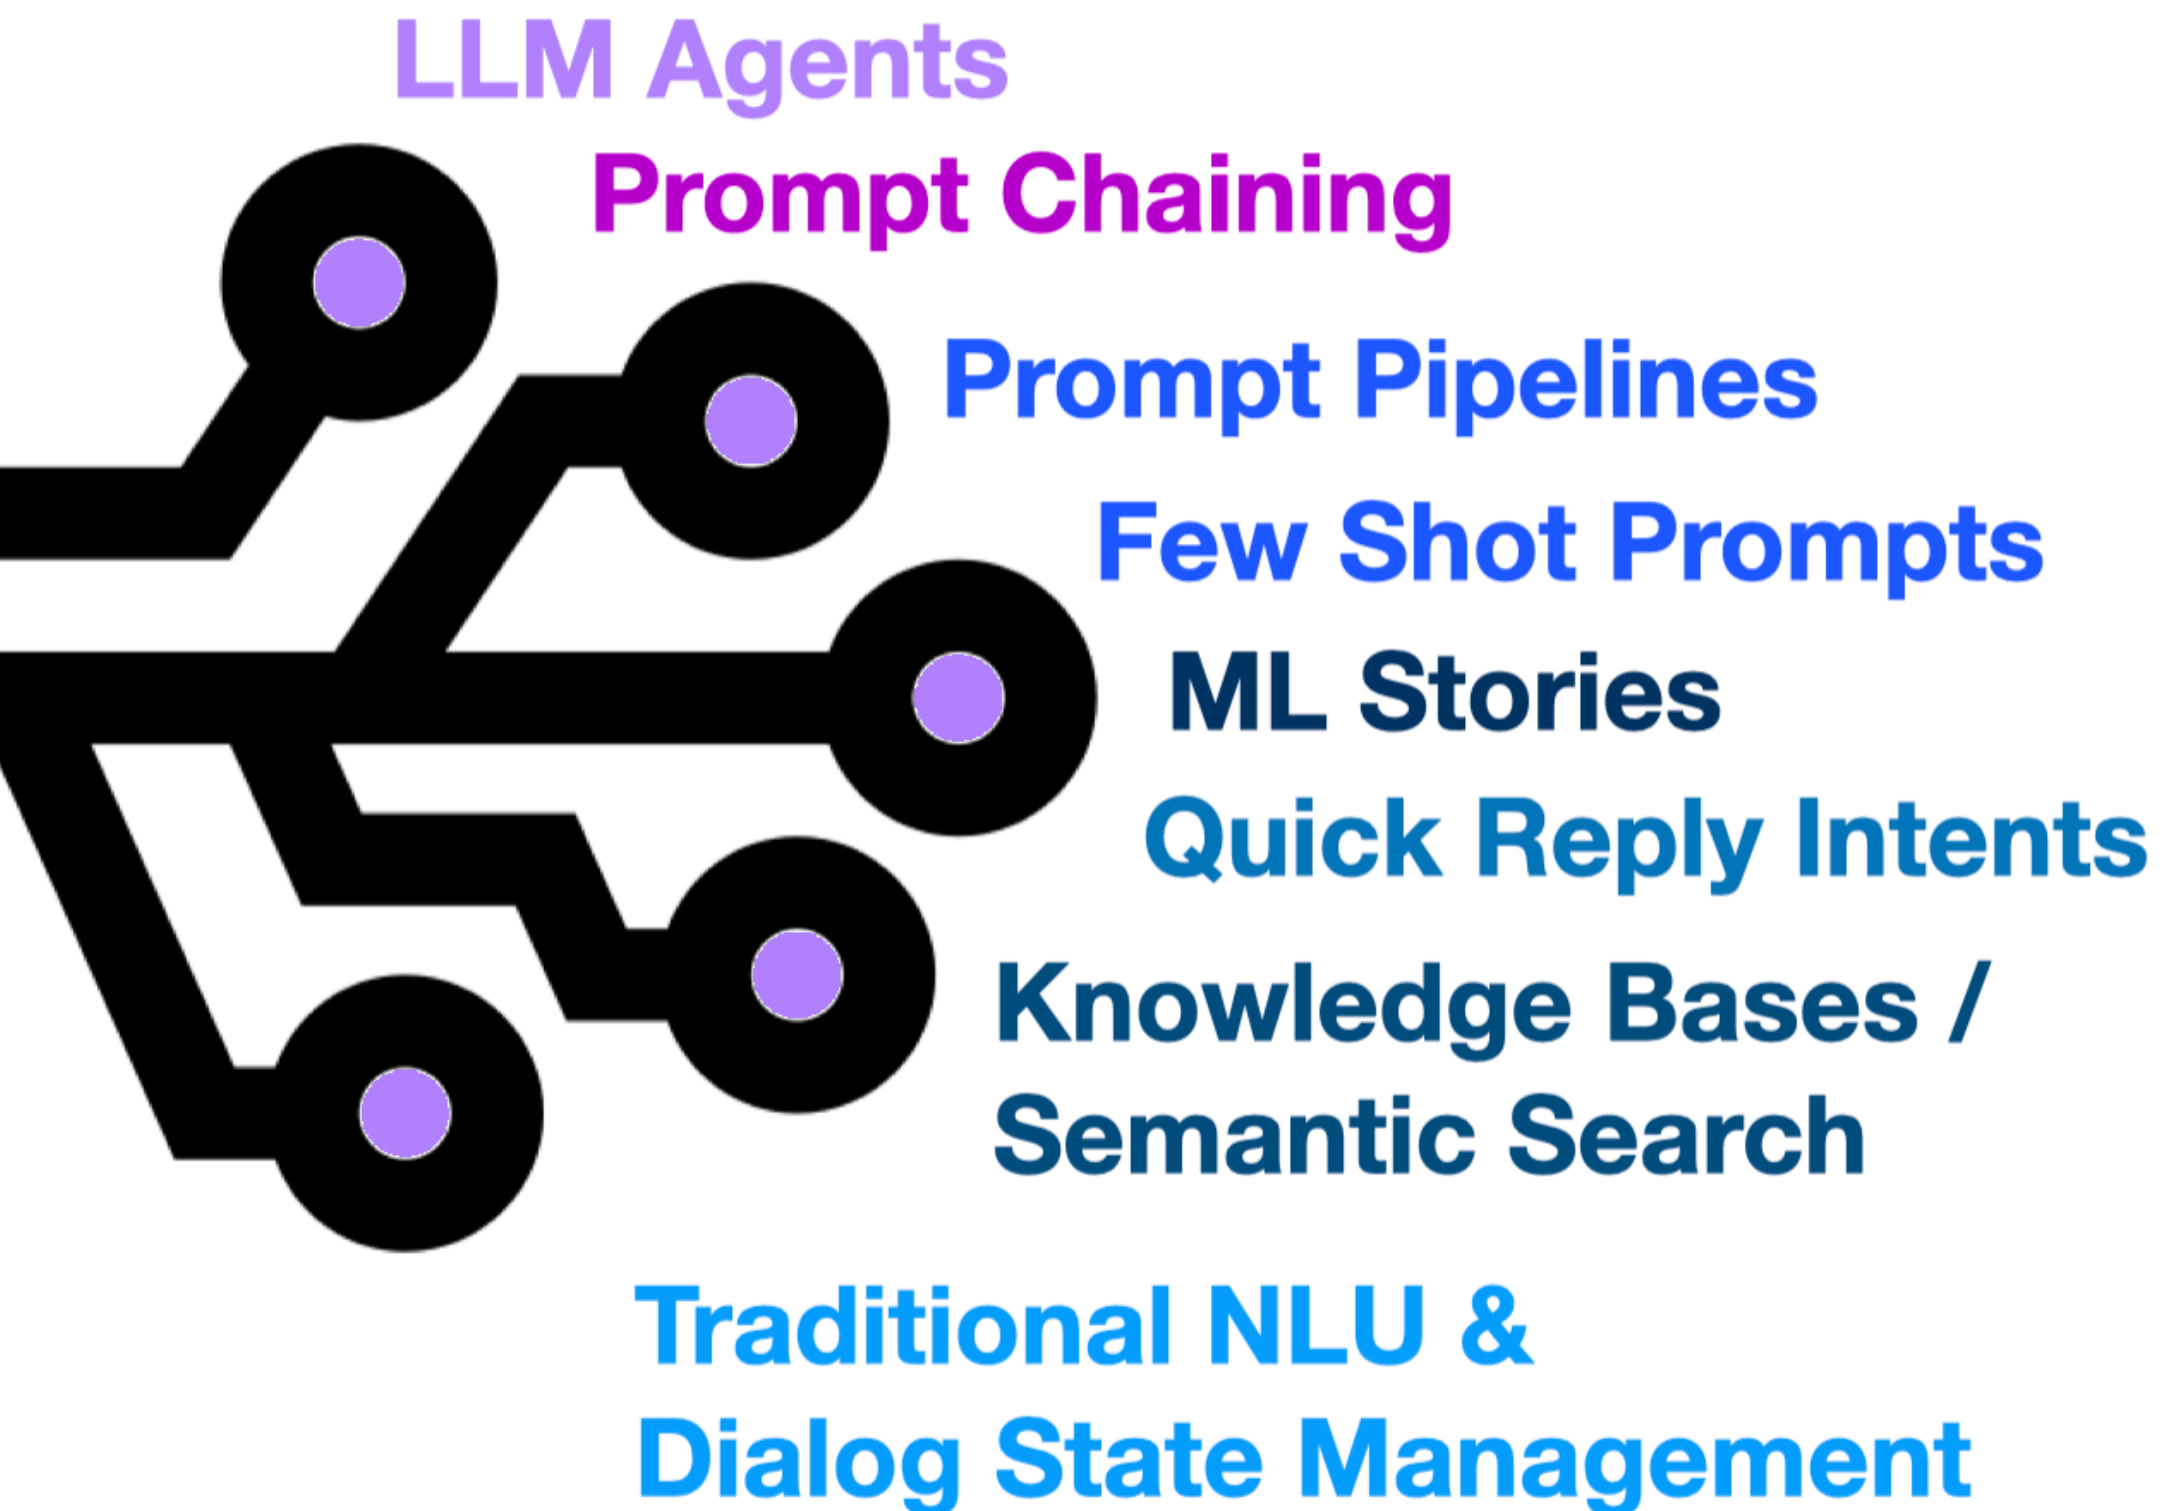 LLM Agents
Prompt Chaining
Prompt Pipelines
Few Shot Prompts
ML Stories
Quick Reply Intents
Knowledge Bases /
Semantic Search
Traditional NLU &
Dialog State Management